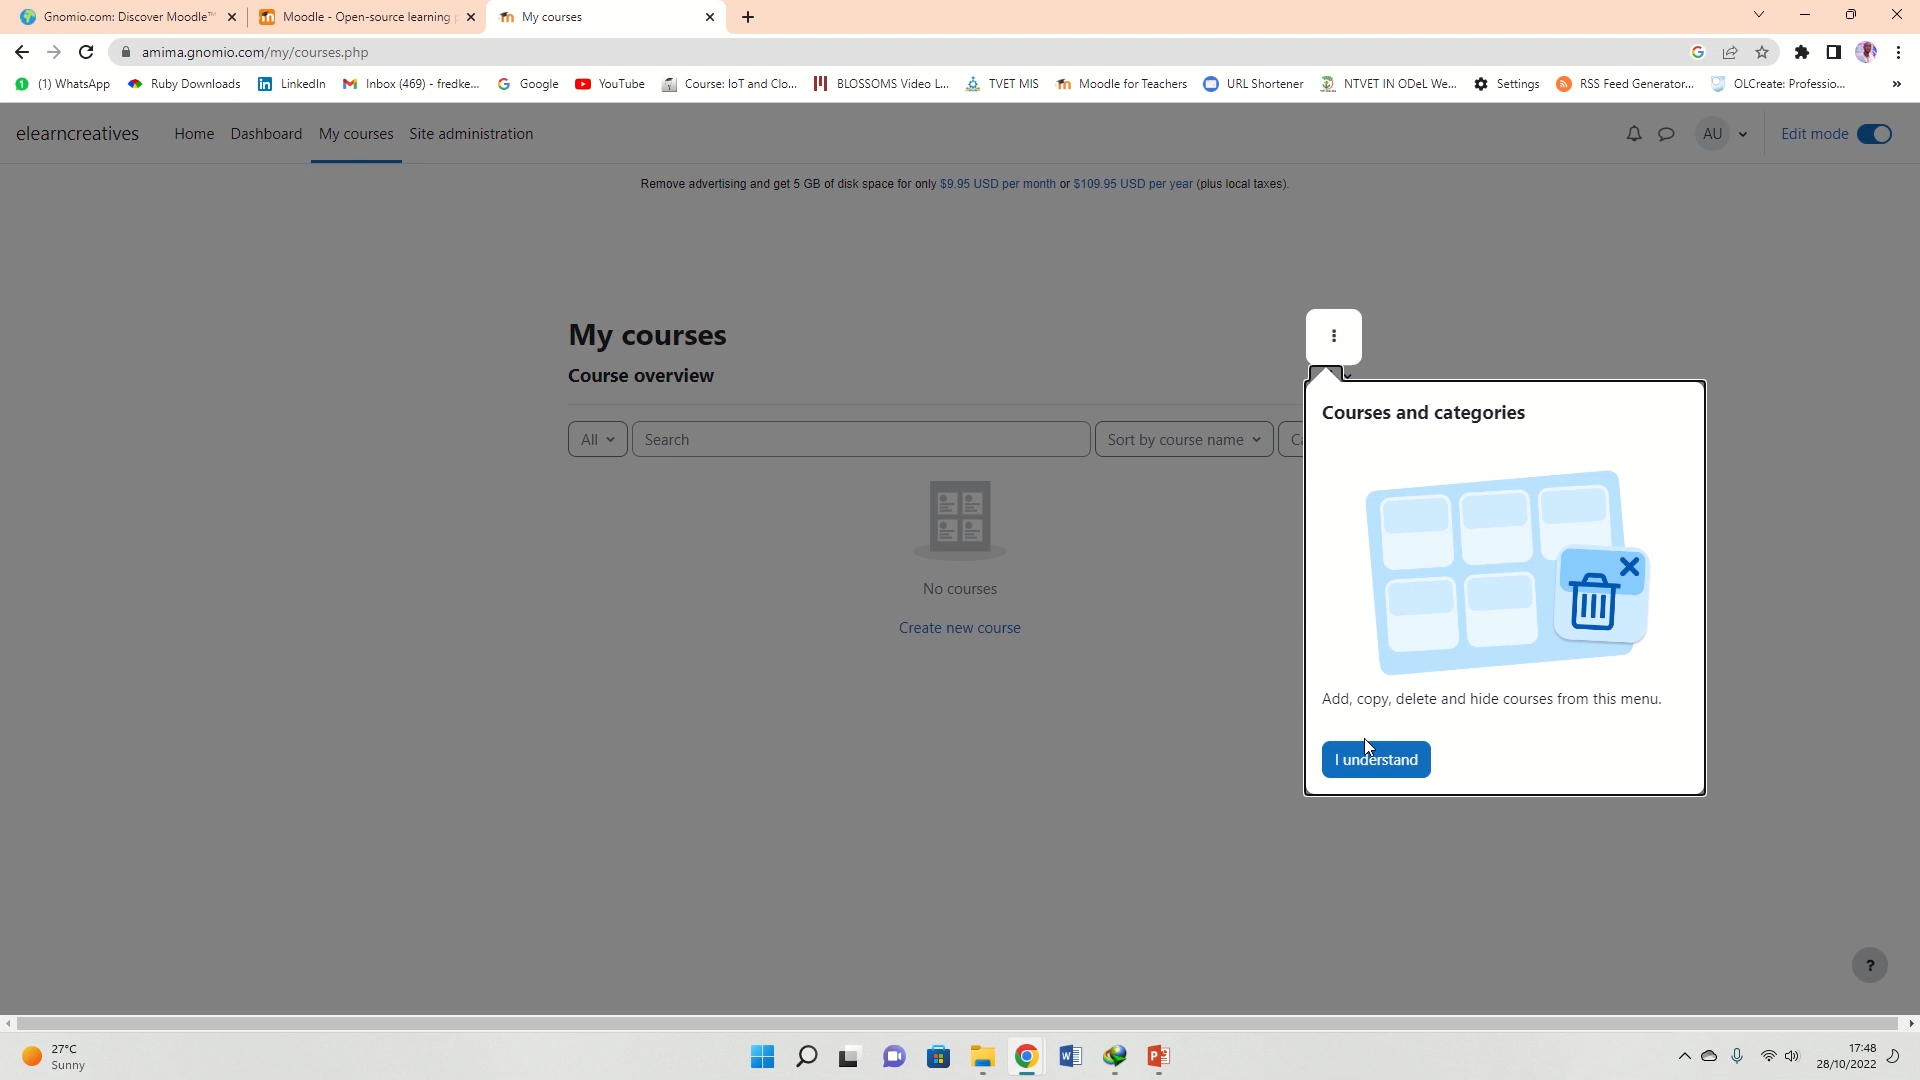 Gnomio.com: Discover Moodle™
Moodle - Open-source learning
My courses
amima.gnomio.com/my/courses.php
(1) WhatsApp
Ruby Downloads
LinkedIn
Inbox (469) - fredke...
Google
YouTube
Course: IoT and Clo...
BLOSSOMS Video L...
TVET MIS
Moodle for Teachers
URL Shortener
NTVET IN ODeL We...
Settings
RSS Feed Generator...
OLCreate: Professio...
elearncreatives
Home
Dashboard
My courses
Site administration
AU
Edit mode
Remove advertising and get 5 GB of disk space for only $9.95 USD per month or $109.95 USD per year (plus local taxes).
My courses
Course overview
All
Search
Sort by course name
Courses and categories
No courses
Create new course
Add, copy, delete and hide courses from this menu.
I understand
?
27°C
Sunny
17:48
28/10/2022